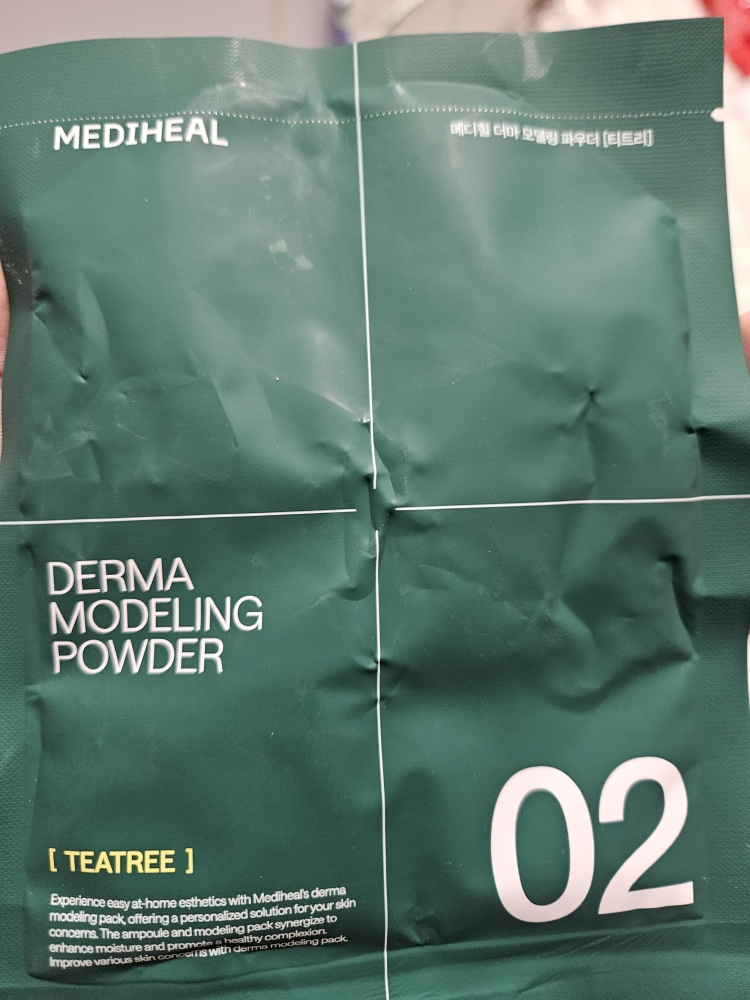 MEDIHEAL
메디힐 더마 모델링 파우더 [티트리]
DERMA
MODELING
POWDER
02
[ TEATREE ]
Experience easy at-home esthetics with Mediheal's derma
modeling pack, offering a personalized solution for your skin
concerns. The ampoule and modeling pack synergize to
enhance moisture and promote a healthy complexion.
Improve various skin concerns with derma modeling pack.